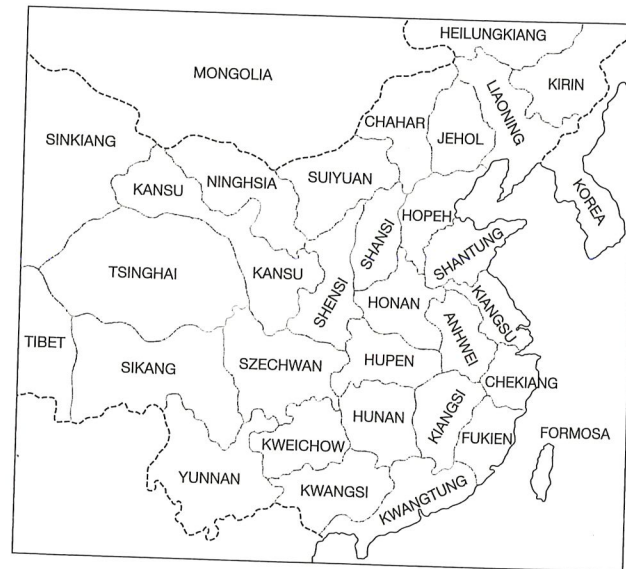 HEILUNGKIANG
MONGOLIA
KIRIN
LIAONING
CHAHAR
JEHOL
SINKIANG
KANSU
NINGHSIA
SUIYUAN
KOREA
HOPEH
SHANSI
SHANTUNG
TSINGHAI
KANSU
SHENSI
HONAN
KIANGSU
ANHWEI
TIBET
SIKANG
SZECHWAN
HUPEN
CHEKIANG
HUNAN
KIANGSI
FUKIEN
FORMOSA
KWEICHOW
YUNNAN
KWANGSI
KWANGTUNG